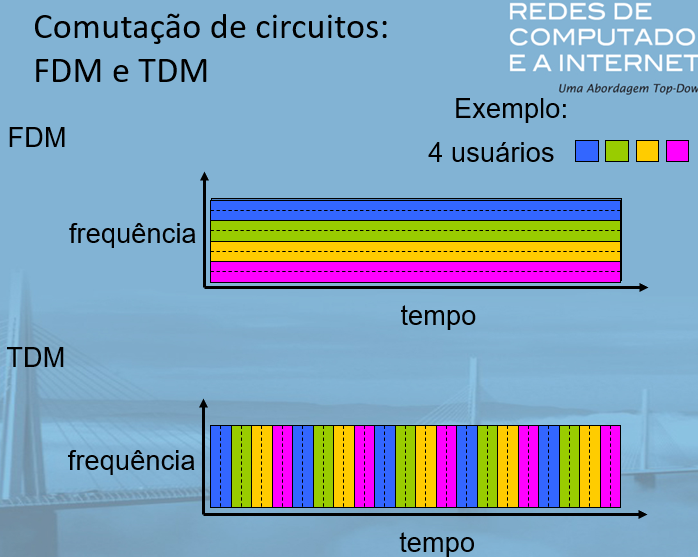 Comutação de circuitos:
FDM e TDM
REDES DE
COMPUTADO
E A INTERNET
Uma Abordagem Top-Dow
Exemplo:
4 usuários
FDM
frequência
tempo
TDM
frequência
tempo